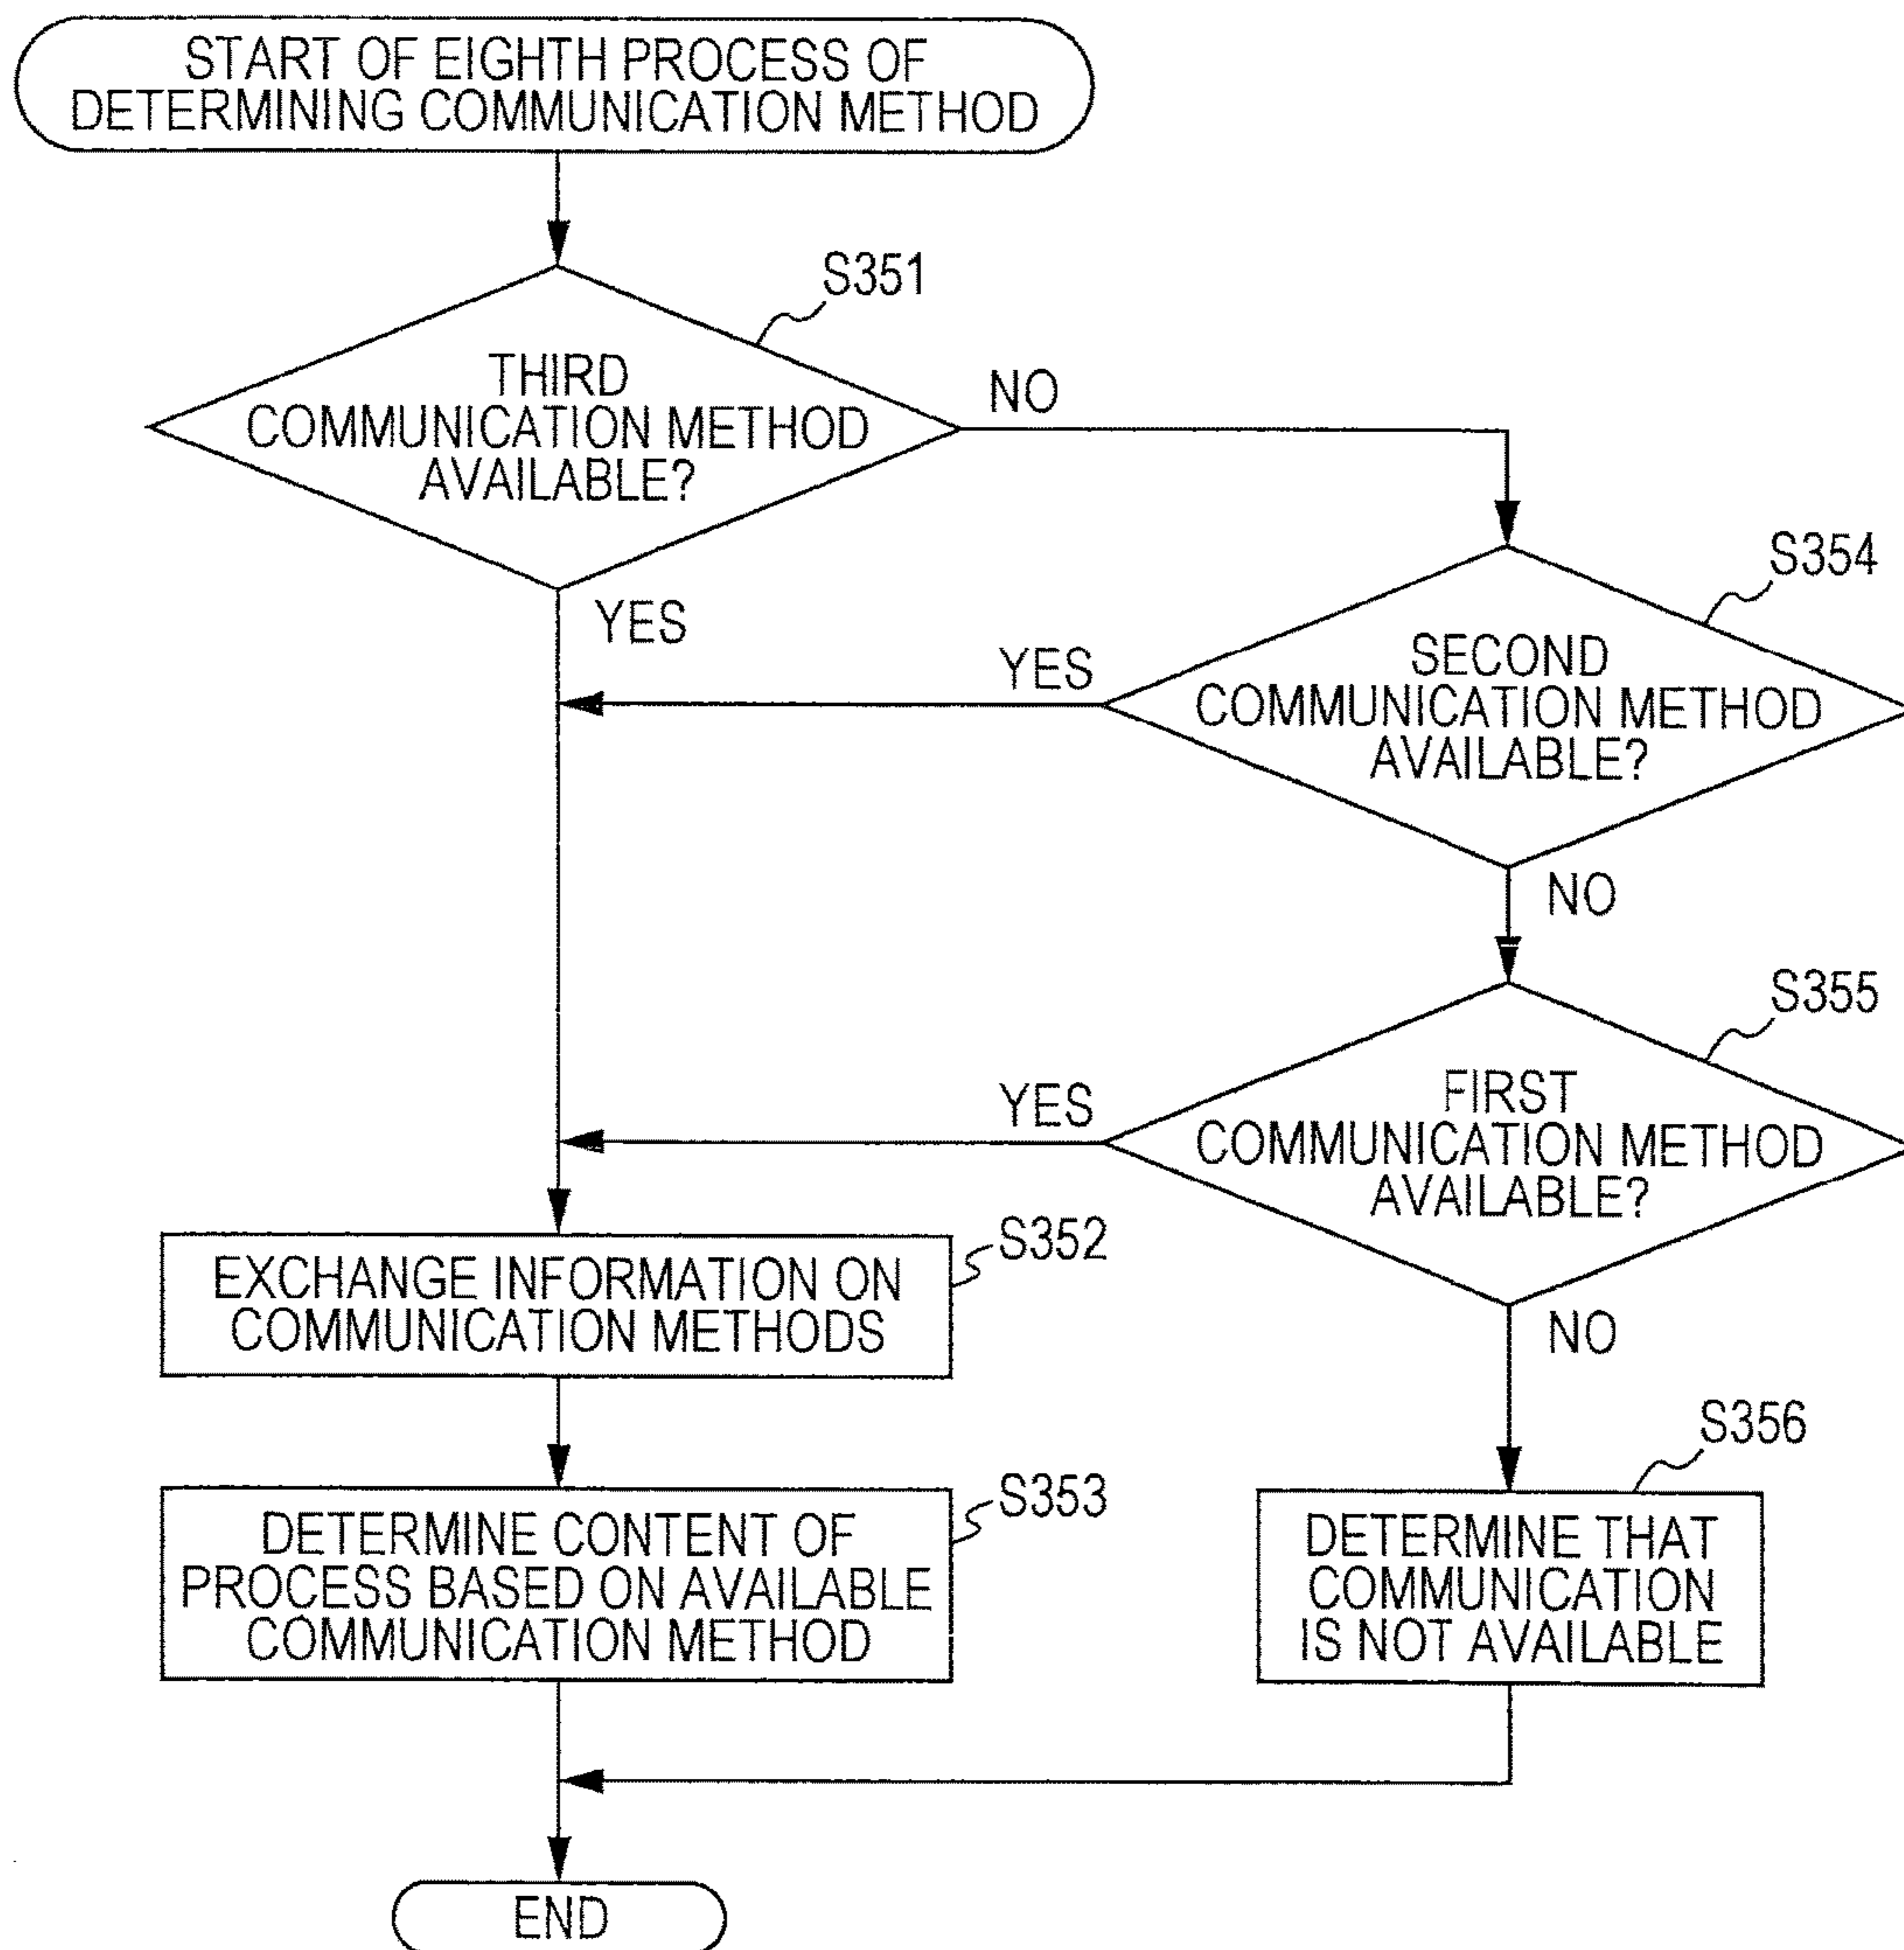 START OF EIGHTH PROCESS OF
DETERMINING COMMUNICATION METHOD
S351
THIRD
COMMUNICATION METHOD
AVAILABLE?
NO
YES
S354
SECOND
COMMUNICATION METHOD
AVAILABLE?
YES
NO
S355
FIRST
COMMUNICATION METHOD
AVAILABLE?
YES
NO
S352
EXCHANGE INFORMATION ON
COMMUNICATION METHODS
S353
DETERMINE CONTENT OF
PROCESS BASED ON AVAILABLE
COMMUNICATION METHOD
S356
DETERMINE THAT
COMMUNICATION
IS NOT AVAILABLE
END